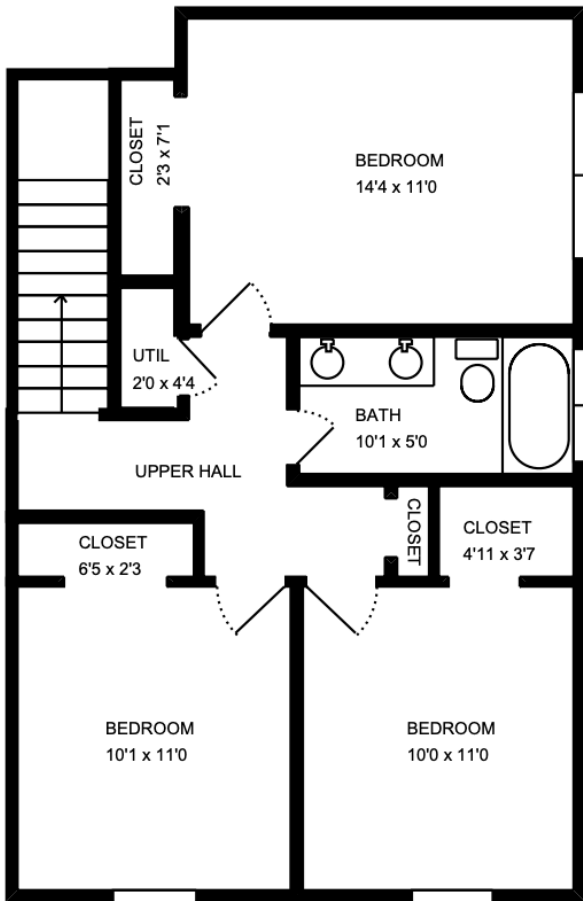 BEDROOM
14'4 x 11'0
CLOSET
2'3 x 7'1
UTIL
2'0 x 4'4
BATH
10'1 x 5'0
UPPER HALL
CLOSET
6'5 x 2'3
CLOSET
CLOSET
4'11 x 3'7
BEDROOM
10'1 x 11'0
BEDROOM
10'0 x 11'0